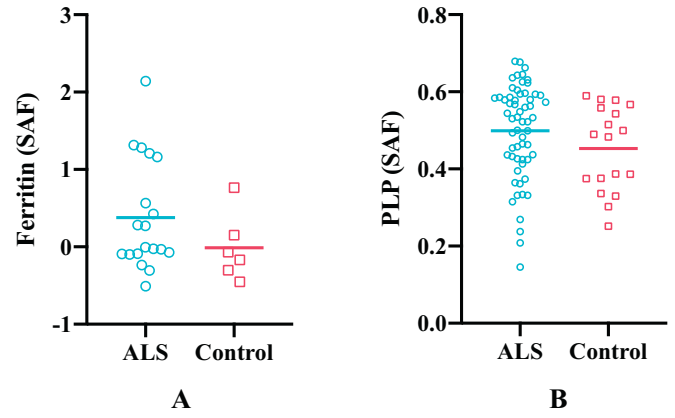 Ferritin (SAF)
3
2
1
0
-1
ALS Control
A
PLP (SAF)
0.8
0.6
0.4
0.2
0.0
ALS Control
B